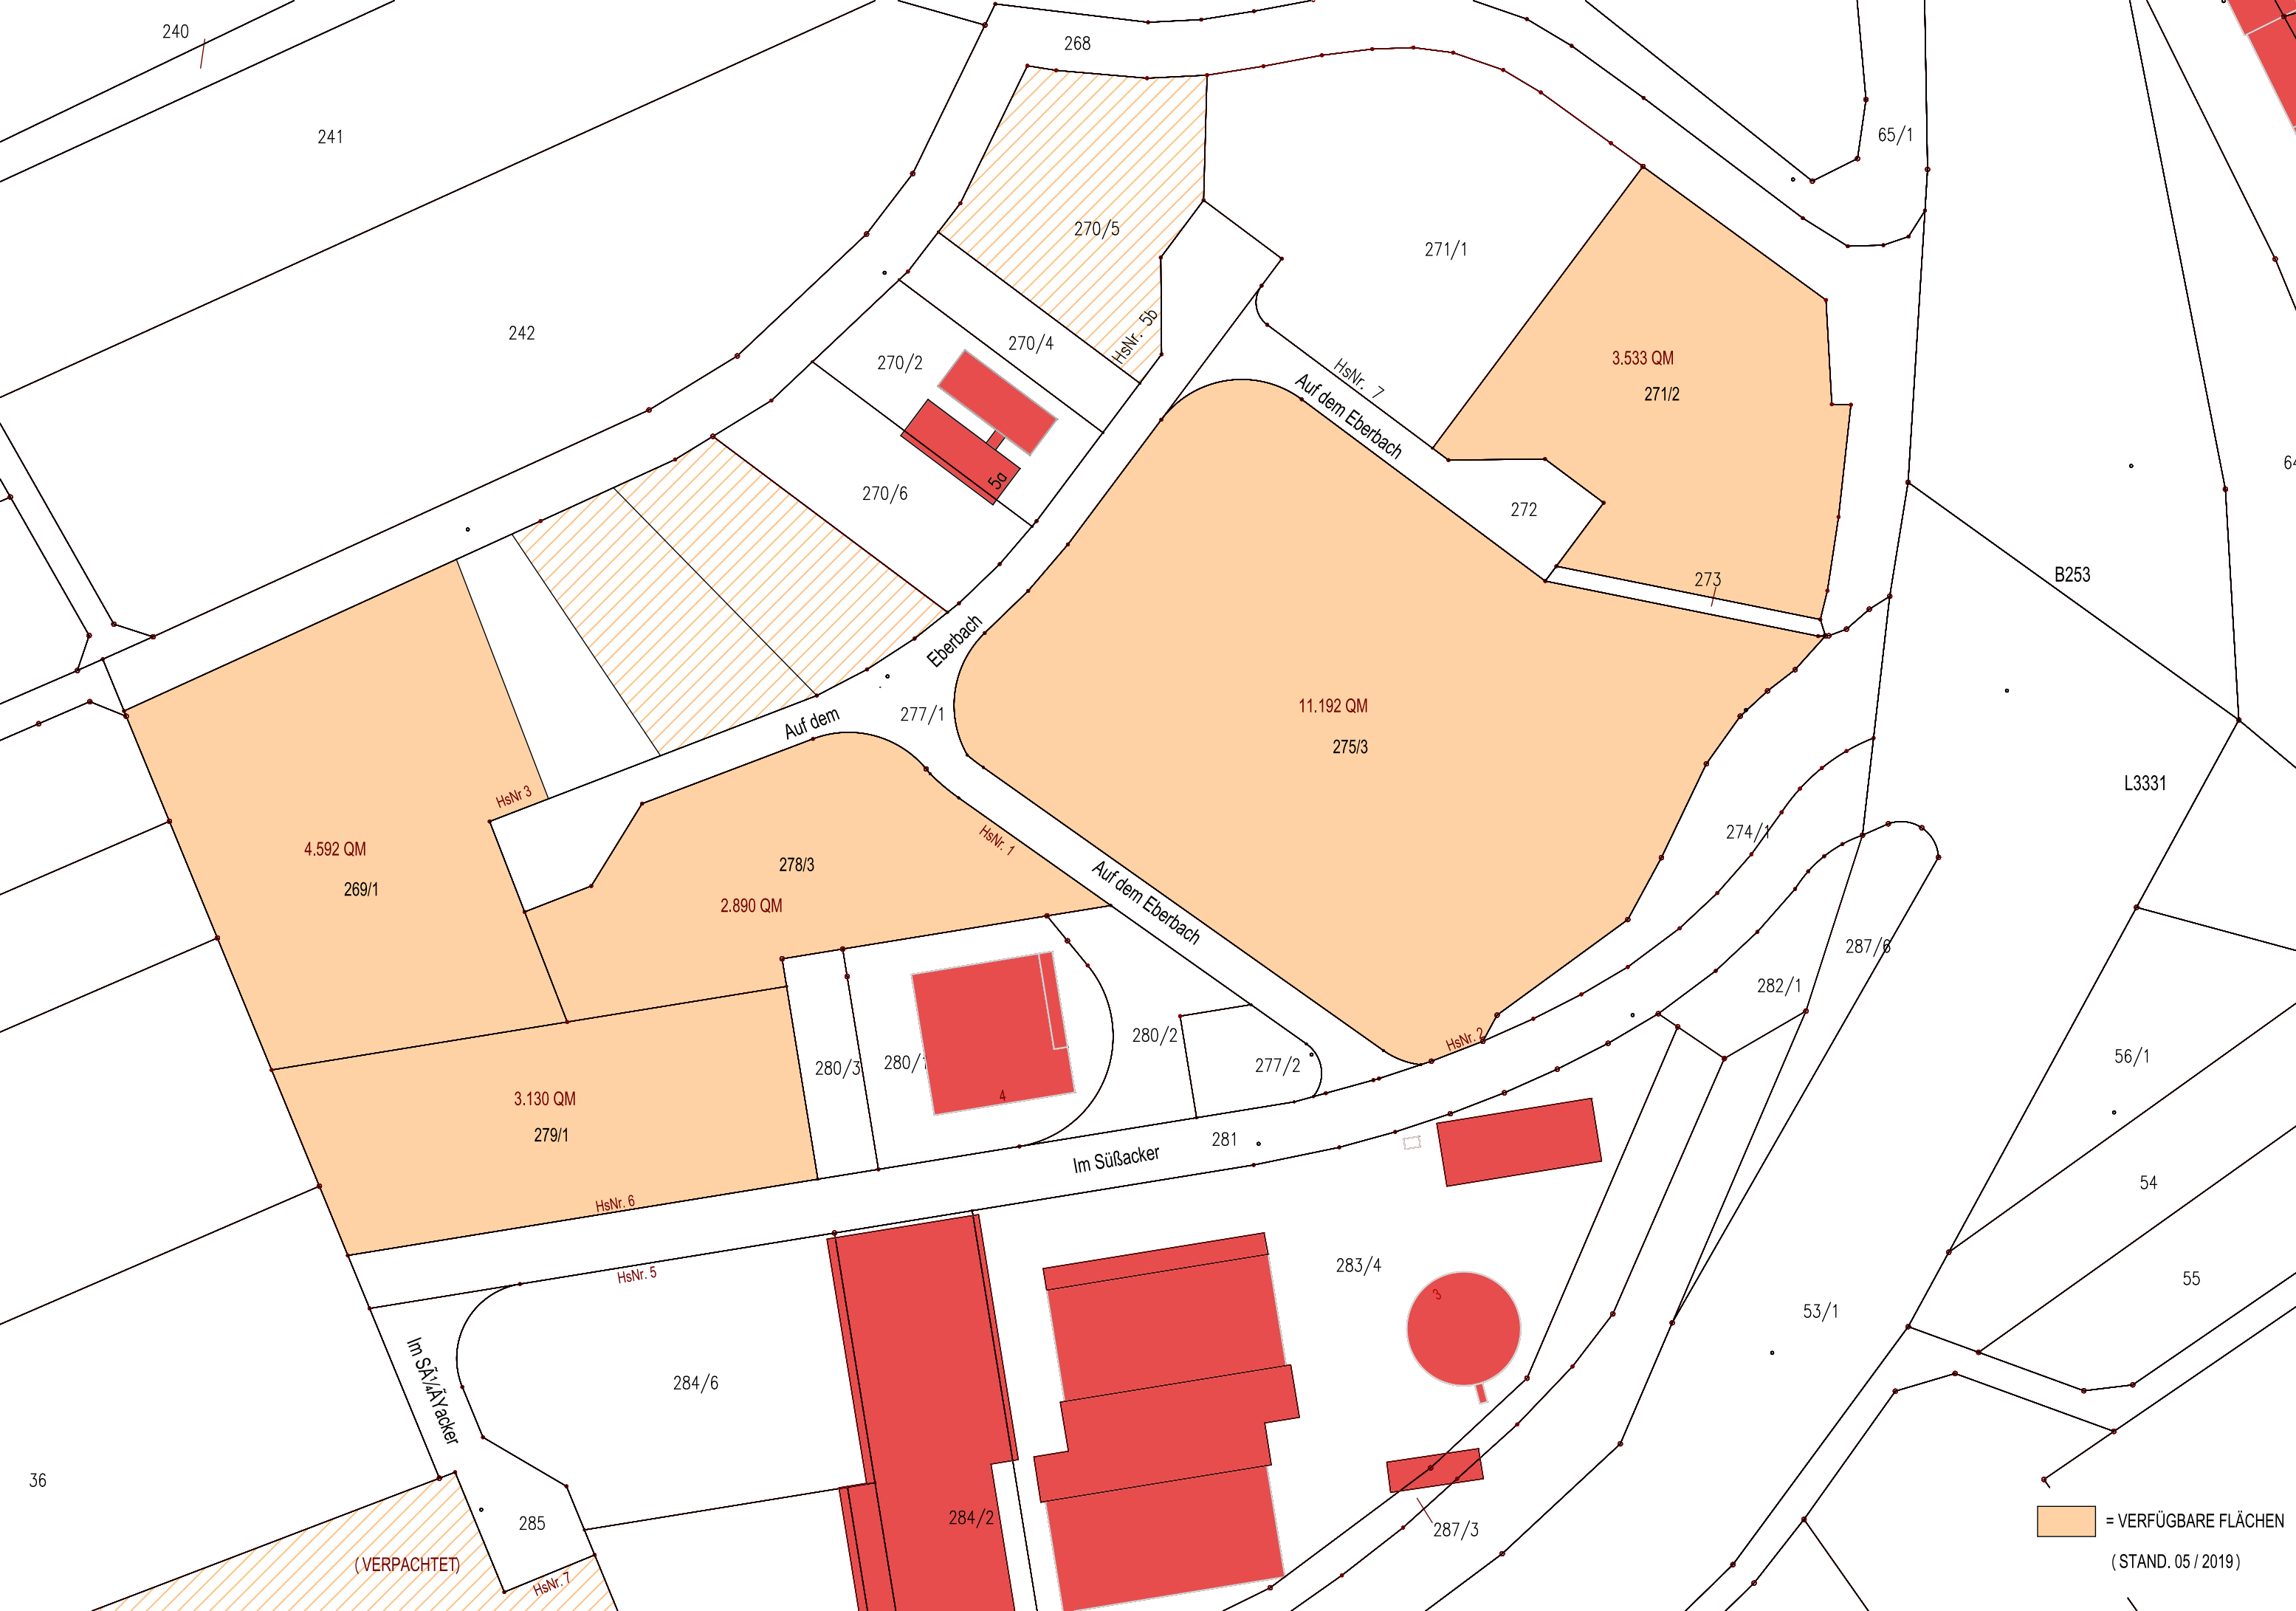 240
268
241
65/1
270/5
271/1
242
270/4
HsNr. 5b
3.533 QM
270/2
HsNr. 7
271/2
Auf dem Eberbach
5a
270/6
272
B253
273
Eberbach
11.192 QM
277/1
Auf dem
275/3
L3331
HsNr 3
274/1
HsNr. 1
4.592 QM
278/3
269/1
2.890 QM
Auf dem Eberbach
287/6
282/1
HsNr. 2
280/2
56/1
280/3
280/
277/2
3.130 QM
4
279/1
281
Im Süßacker
54
HsNr. 6
283/4
HsNr. 5
55
3
53/1
Im SÃ¼ÃŸacker
284/6
36
284/2
285
287/3
= VERFÜGBARE FLÄCHEN
( VERPACHTET)
( STAND. 05 / 2019 )
HsNr. 7